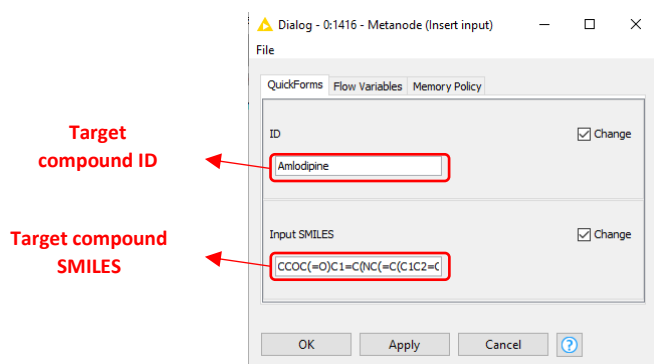 Dialog - 0:1416 - Metanode (Insert input)
File
QuickForms Flow Variables Memory Policy
ID
Change
Target
compound ID
Amlodipine
Target compound
SMILES
Input SMILES
Change
CCOC(=O)C1=C(NC(=C(C1C2=C
OK Apply Cancel ?